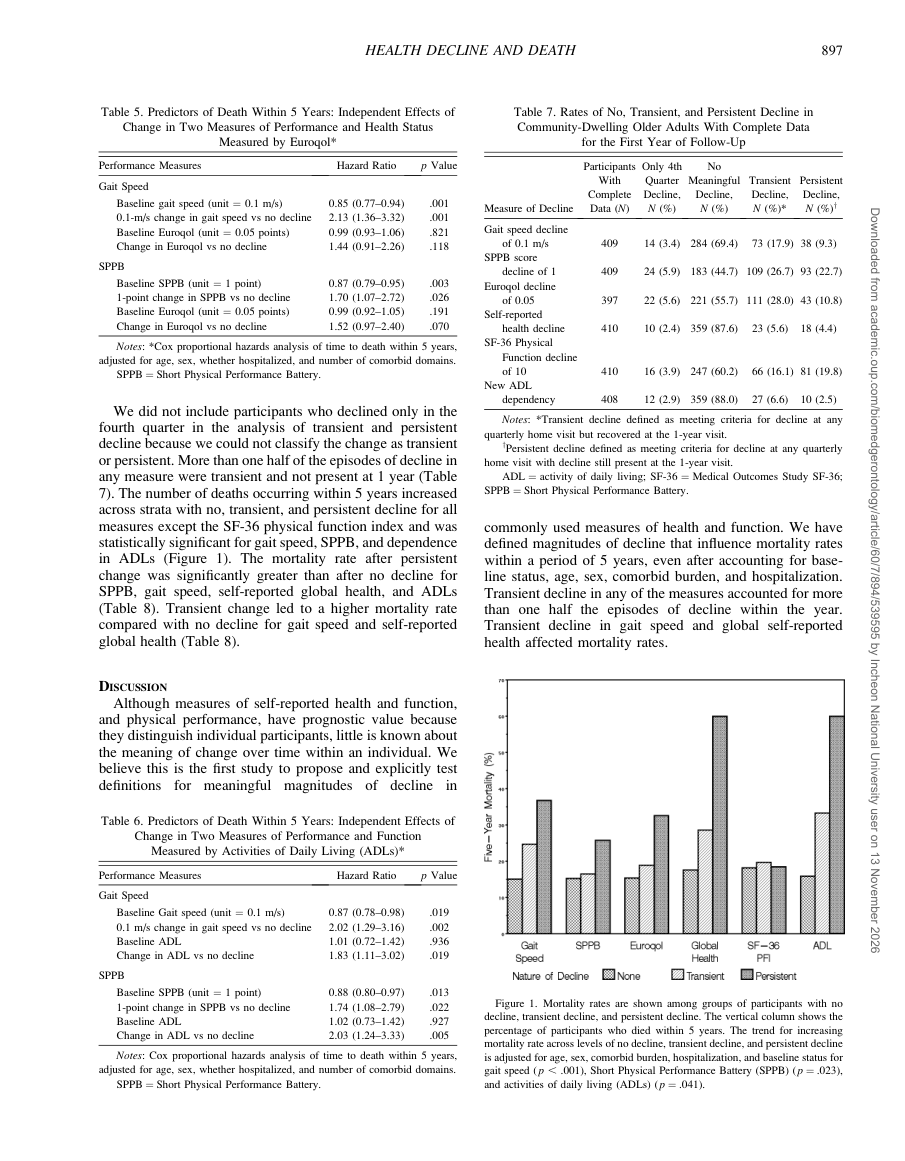 HEALTH DECLINE AND DEATH
897
Table 5. Predictors of Death Within 5 Years: Independent Effects of
Change in Two Measures of Performance and Health Status
Measured by Euroqol*
Performance Measures Hazard Ratio p Value
Gait Speed
Baseline gait speed (unit = 0.1 m/s) 0.85 (0.77–0.94) .001
0.1-m/s change in gait speed vs no decline 2.13 (1.36–3.32) .001
Baseline Euroqol (unit = 0.05 points) 0.99 (0.93–1.06) .821
Change in Euroqol vs no decline 1.44 (0.91–2.26) .118
SPPB
Baseline SPPB (unit = 1 point) 0.87 (0.79–0.95) .003
1-point change in SPPB vs no decline 1.70 (1.07–2.72) .026
Baseline Euroqol (unit = 0.05 points) 0.99 (0.92–1.05) .191
Change in Euroqol vs no decline 1.52 (0.97–2.40) .070
Notes: *Cox proportional hazards analysis of time to death within 5 years,
adjusted for age, sex, whether hospitalized, and number of comorbid domains.
SPPB = Short Physical Performance Battery.
We did not include participants who declined only in the
fourth quarter in the analysis of transient and persistent
decline because we could not classify the change as transient
or persistent. More than one half of the episodes of decline in
any measure were transient and not present at 1 year (Table
7). The number of deaths occurring within 5 years increased
across strata with no, transient, and persistent decline for all
measures except the SF-36 physical function index and was
statistically significant for gait speed, SPPB, and dependence
in ADLs (Figure 1). The mortality rate after persistent
change was significantly greater than after no decline for
SPPB, gait speed, self-reported global health, and ADLs
(Table 8). Transient change led to a higher mortality rate
compared with no decline for gait speed and self-reported
global health (Table 8).
DISCUSSION
Although measures of self-reported health and function,
and physical performance, have prognostic value because
they distinguish individual participants, little is known about
the meaning of change over time within an individual. We
believe this is the first study to propose and explicitly test
definitions for meaningful magnitudes of decline in
Table 6. Predictors of Death Within 5 Years: Independent Effects of
Change in Two Measures of Performance and Function
Measured by Activities of Daily Living (ADLs)*
Performance Measures Hazard Ratio p Value
Gait Speed
Baseline Gait speed (unit = 0.1 m/s) 0.87 (0.78–0.98) .019
0.1 m/s change in gait speed vs no decline 2.02 (1.29–3.16) .002
Baseline ADL 1.01 (0.72–1.42) .936
Change in ADL vs no decline 1.83 (1.11–3.02) .019
SPPB
Baseline SPPB (unit = 1 point) 0.88 (0.80–0.97) .013
1-point change in SPPB vs no decline 1.74 (1.08–2.79) .022
Baseline ADL 1.02 (0.73–1.42) .927
Change in ADL vs no decline 2.03 (1.24–3.33) .005
Notes: Cox proportional hazards analysis of time to death within 5 years,
adjusted for age, sex, whether hospitalized, and number of comorbid domains.
SPPB = Short Physical Performance Battery.
Table 7. Rates of No, Transient, and Persistent Decline in
Community-Dwelling Older Adults With Complete Data
for the First Year of Follow-Up
Participants Only 4th No
With Quarter Meaningful Transient Persistent
Complete Decline, Decline, Decline, Decline,
Measure of Decline Data (N) N (%) N (%) N (%)* N (%)†
Gait speed decline
of 0.1 m/s 409 14 (3.4) 284 (69.4) 73 (17.9) 38 (9.3)
SPPB score
decline of 1 409 24 (5.9) 183 (44.7) 109 (26.7) 93 (22.7)
Euroqol decline
of 0.05 397 22 (5.6) 221 (55.7) 111 (28.0) 43 (10.8)
Self-reported
health decline 410 10 (2.4) 359 (87.6) 23 (5.6) 18 (4.4)
SF-36 Physical
Function decline
of 10 410 16 (3.9) 247 (60.2) 66 (16.1) 81 (19.8)
New ADL
dependency 408 12 (2.9) 359 (88.0) 27 (6.6) 10 (2.5)
Notes: *Transient decline defined as meeting criteria for decline at any
quarterly home visit but recovered at the 1-year visit.
†Persistent decline defined as meeting criteria for decline at any quarterly
home visit with decline still present at the 1-year visit.
ADL = activity of daily living; SF-36 = Medical Outcomes Study SF-36;
SPPB = Short Physical Performance Battery.
commonly used measures of health and function. We have
defined magnitudes of decline that influence mortality rates
within a period of 5 years, even after accounting for base-
line status, age, sex, comorbid burden, and hospitalization.
Transient decline in any of the measures accounted for more
than one half the episodes of decline within the year.
Transient decline in gait speed and global self-reported
health affected mortality rates.
70
60
50
40
30
20
10
0
Five–Year Mortality (%)
Gait SPPB Euroqol Global SF–36 ADL
Speed Health PFI
Nature of Decline None Transient Persistent
Figure 1. Mortality rates are shown among groups of participants with no
decline, transient decline, and persistent decline. The vertical column shows the
percentage of participants who died within 5 years. The trend for increasing
mortality rate across levels of no decline, transient decline, and persistent decline
is adjusted for age, sex, comorbid burden, hospitalization, and baseline status for
gait speed (p < .001), Short Physical Performance Battery (SPPB) (p = .023),
and activities of daily living (ADLs) (p = .041).
Downloaded from academic.oup.com/biomedgerontology/article/60/7/894/539595 by Incheon National University user on 13 November 2026